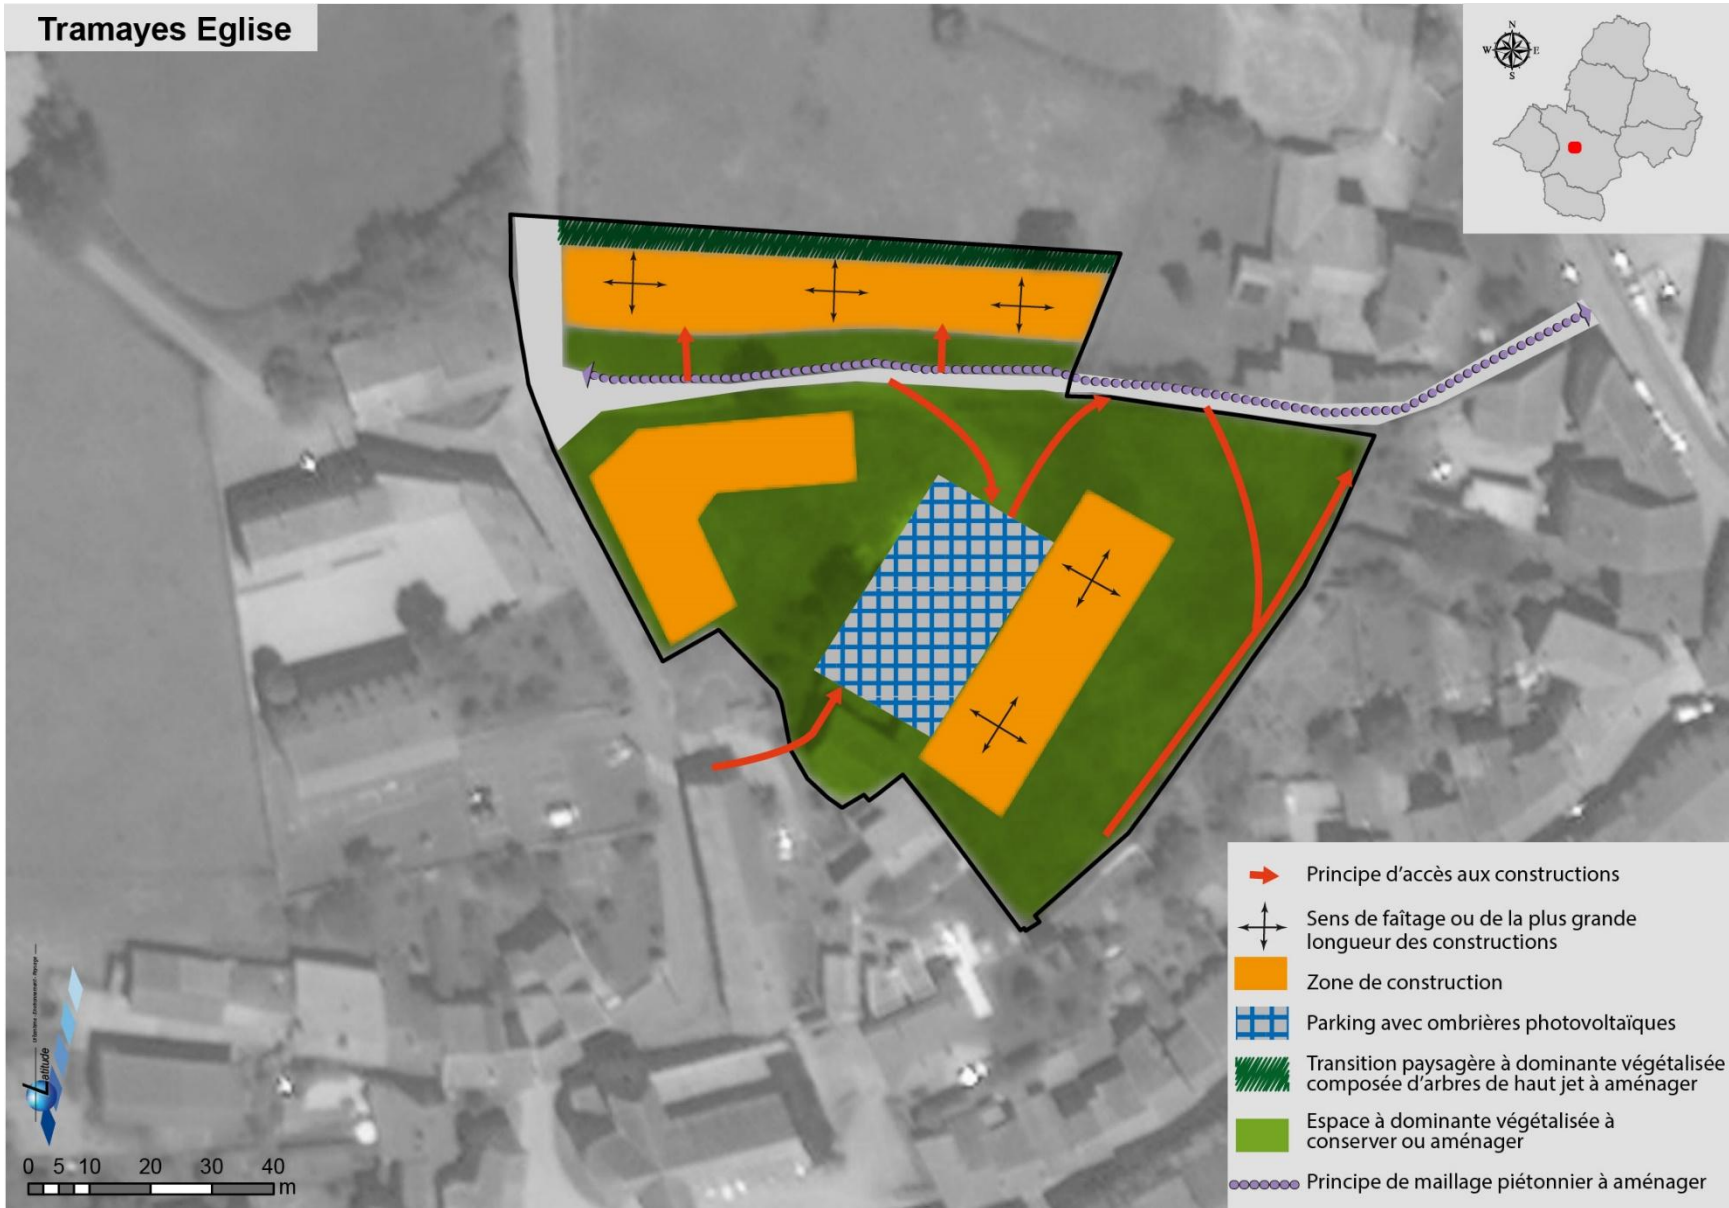 Tramayes Eglise
N
W E
S
Principe d'accès aux constructions
Sens de faîtage ou de la plus grande
longueur des constructions
Zone de construction
Parking avec ombrières photovoltaïques
Transition paysagère à dominante végétalisée
composée d'arbres de haut jet à aménager
Espace à dominante végétalisée à
conserver ou aménager
Principe de maillage piétonnier à aménager
Latitude
0 5 10 20 30 40
m